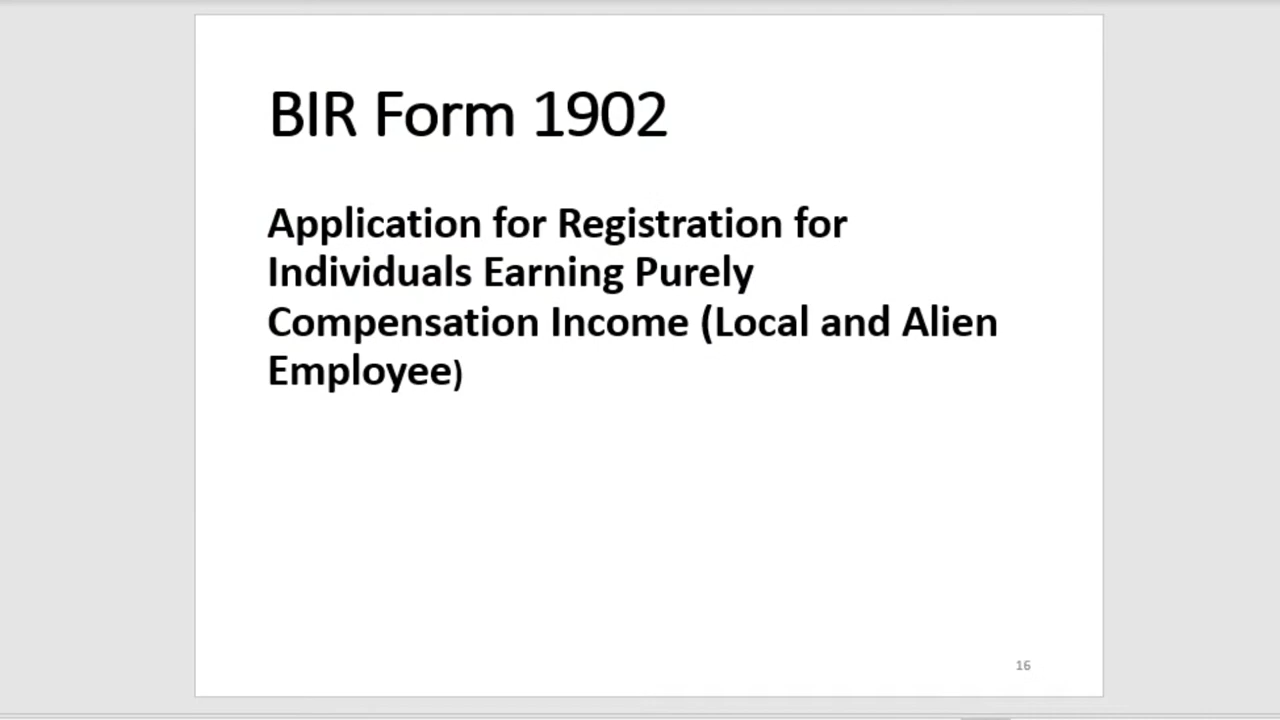 BIR Form 1902
Application for Registration for
Individuals Earning Purely
Compensation Income (Local and Alien
Employee)
16